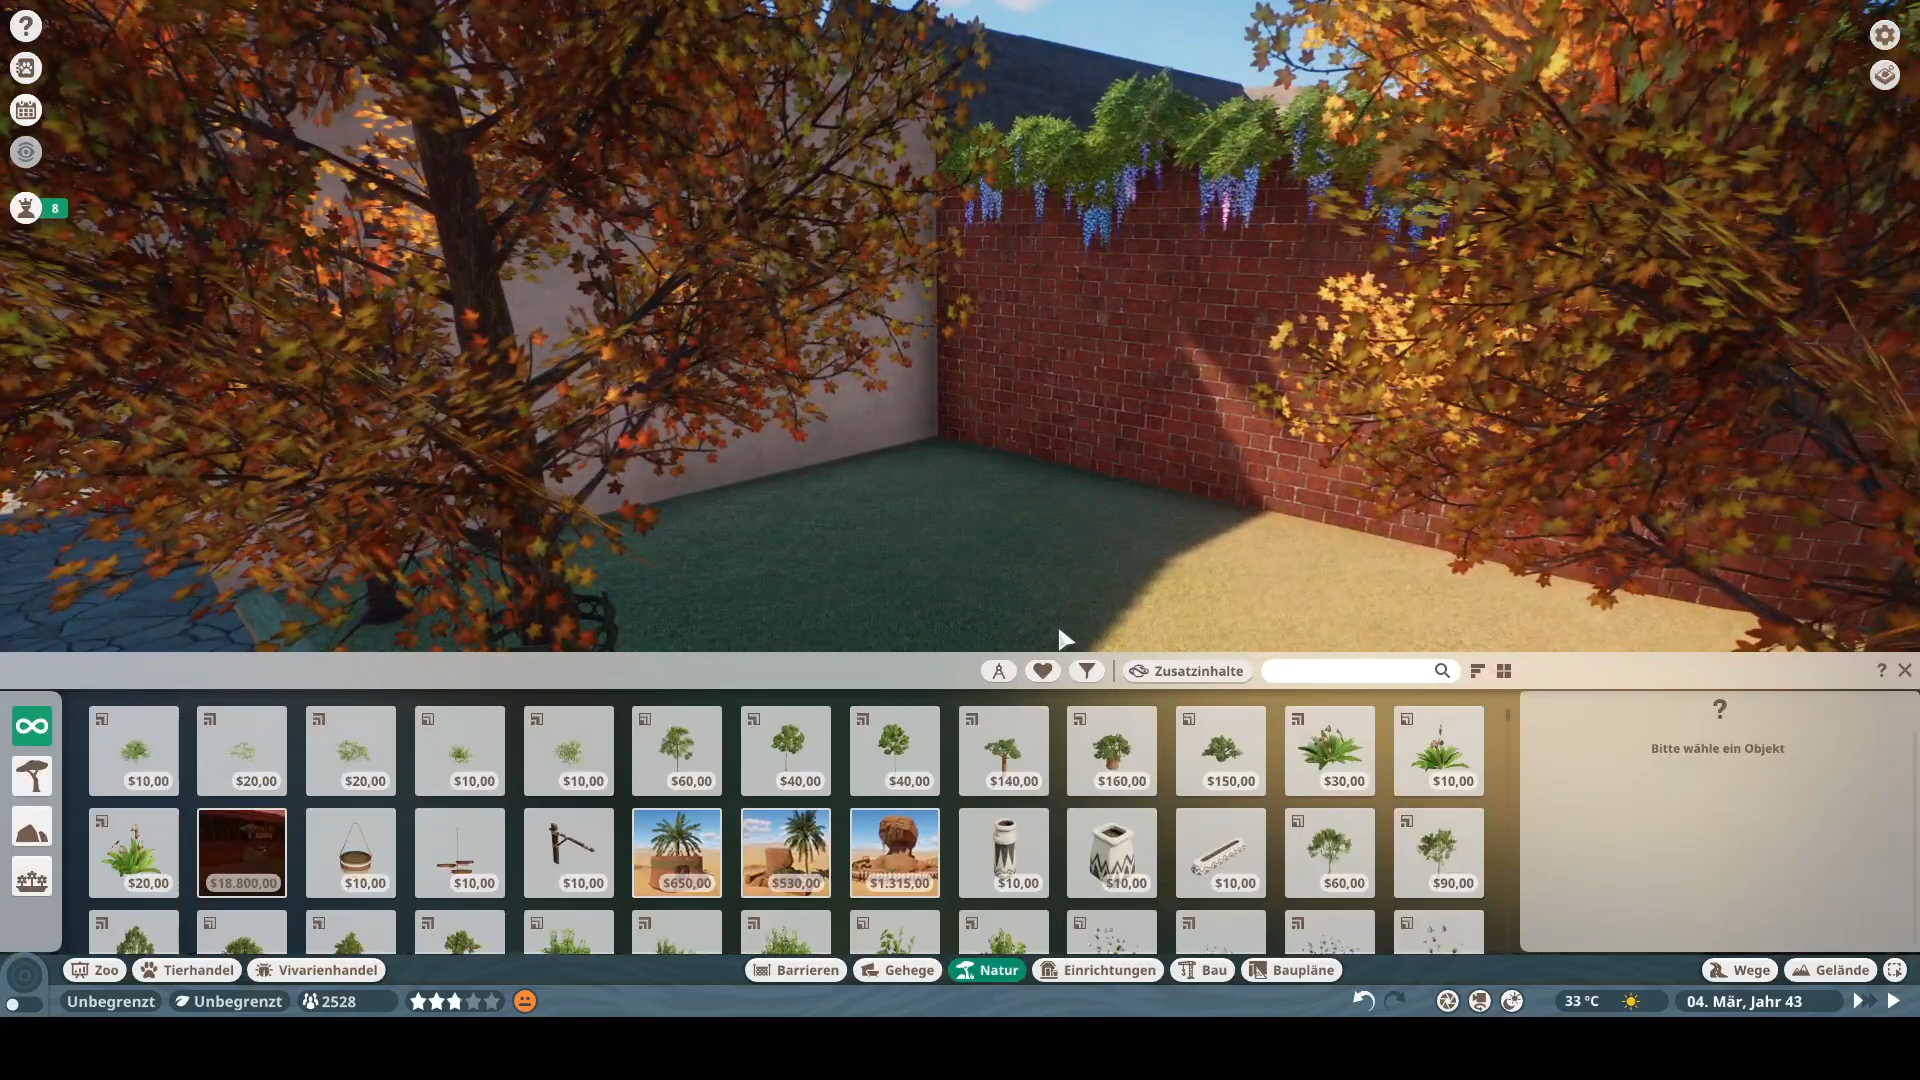 ?
8
Zusatzinhalte
?
?
Bitte wähle ein Objekt
$10,00 $20,00 $20,00 $10,00 $10,00 $60,00 $40,00 $40,00 $140,00 $160,00 $150,00 $30,00 $10,00
$20,00 $18.800,00 $10,00 $10,00 $10,00 $650,00 $530,00 $1.315,00 $10,00 $10,00 $10,00 $60,00 $90,00
Zoo Tierhandel Vivarienhandel Barrieren Gehege Natur Einrichtungen Bau Baupläne Wege Gelände
Unbegrenzt Unbegrenzt 2528 33 °C 04. Mär, Jahr 43